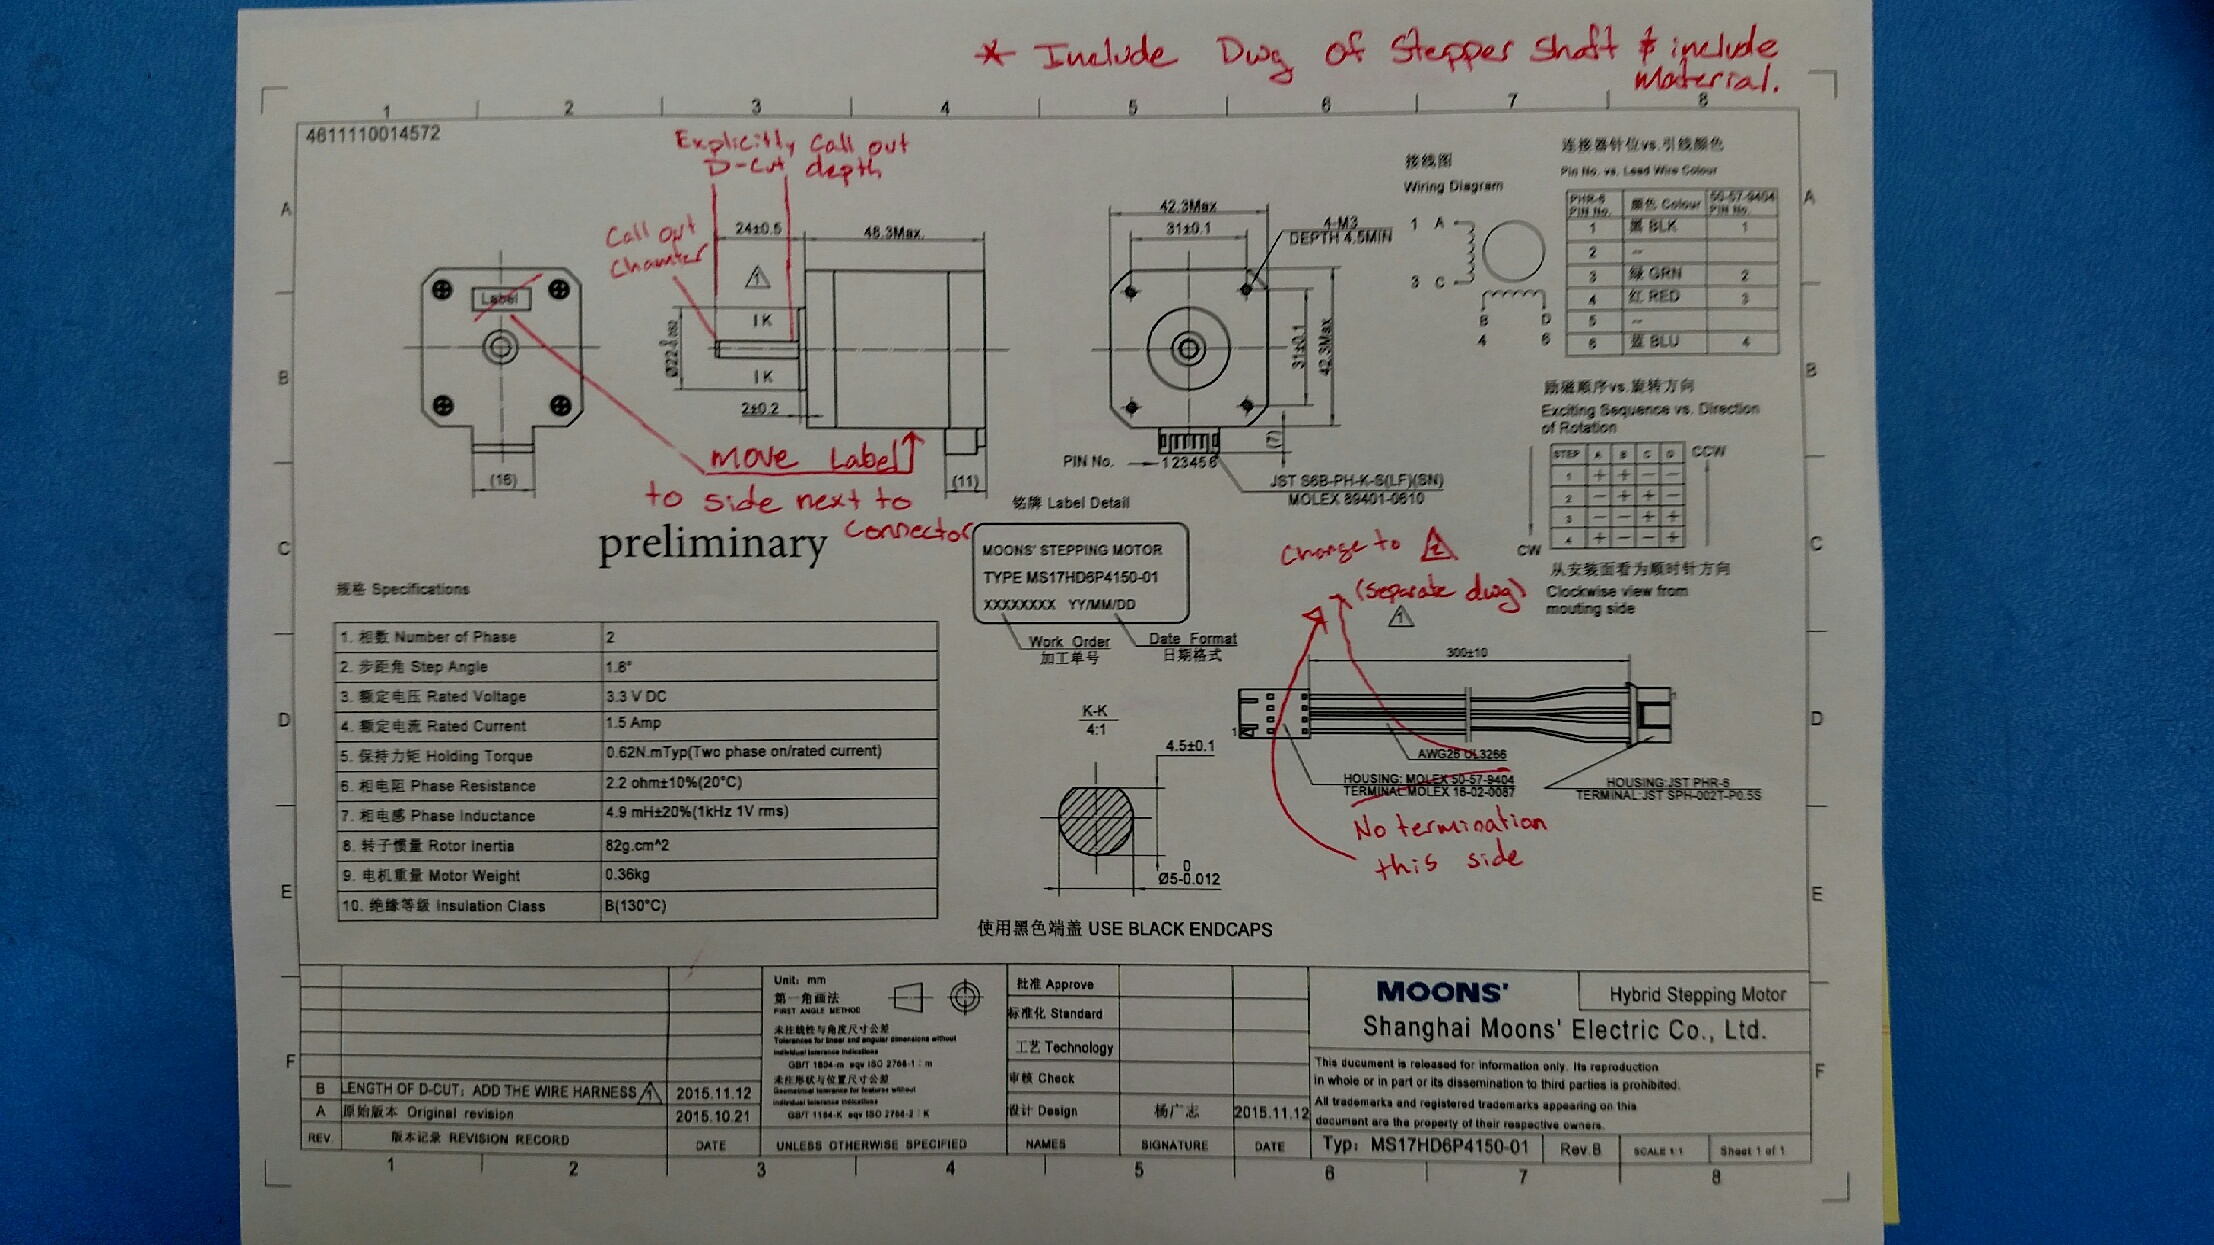 * Include Dwg of Stepper Shaft & include
Material.
1 2 3 4 5 6 7 8
4611110014572
Explicitly Call out
D-Cut depth
Call out
Chamfer
24±0.5
48.3Max.
1
IK
IK
2±0.2
Label
(16)
(11)
Move Label
to side next to
Connector
preliminary
42.3Max
31±0.1
4-M3
DEPTH 4.5MIN
31±0.1
42.3Max
(7)
PIN No.
123456
JST S6B-PH-K-S(LF)(SN)
MOLEX 89401-0610
接线图
Wiring Diagram
1 A
3 C
B D
4 6
连接器针位vs.引线颜色
Pin No. vs. Lead Wire Colour
PHR-6 PIN No. 颜色 Colour 50-57-9404 PIN No.
1 黑 BLK 1
2 --
3 绿 GRN 2
4 红 RED 3
5 --
6 蓝 BLU 4
励磁顺序vs.旋转方向
Exciting Sequence vs. Direction
of Rotation
STEP A B C D
1 + + - -
2 - + + -
3 - - + +
4 + - - +
CCW
CW
从安装面看为顺时针方向
Clockwise view from
mouting side
铭牌 Label Detail
MOONS' STEPPING MOTOR
TYPE MS17HD6P4150-01
XXXXXXXX YY/MM/DD
Work Order
加工单号
Date Format
日期格式
Change to 2
(separate dwg)
1
300±10
AWG26 UL3266
HOUSING: MOLEX 50-57-9404
TERMINAL:MOLEX 16-02-0087
HOUSING:JST PHR-6
TERMINAL:JST SPH-002T-P0.5S
No termination
this side
规格 Specifications
1. 相数 Number of Phase 2
2. 步距角 Step Angle 1.8°
3. 额定电压 Rated Voltage 3.3 V DC
4. 额定电流 Rated Current 1.5 Amp
5. 保持力矩 Holding Torque 0.62N.mTyp(Two phase on/rated current)
6. 相电阻 Phase Resistance 2.2 ohm±10%(20°C)
7. 相电感 Phase Inductance 4.9 mH±20%(1kHz 1V rms)
8. 转子惯量 Rotor Inertia 82g.cm^2
9. 电机重量 Motor Weight 0.36kg
10. 绝缘等级 Insulation Class B(130°C)
K-K
4:1
4.5±0.1
0
Ø5-0.012
使用黑色端盖 USE BLACK ENDCAPS
A A
B B
C C
D D
E E
F F
B LENGTH OF D-CUT; ADD THE WIRE HARNESS 1 2015.11.12
A 原始版本 Original revision 2015.10.21
REV. 版本记录 REVISION RECORD DATE
Unit: mm
第一角画法
FIRST ANGLE METHOD
未注线性与角度尺寸公差
Tolerances for linear and angular dimensions without
individual tolerance indications
GB/T 1804-m eqv ISO 2768-1 : m
未注形状与位置尺寸公差
Geometrical tolerance for features without
individual tolerance indications
GB/T 1184-K eqv ISO 2768-2 : K
UNLESS OTHERWISE SPECIFIED
批准 Approve
标准化 Standard
工艺 Technology
审核 Check
设计 Design 杨广志 2015.11.12
NAMES SIGNATURE DATE
MOONS'
Hybrid Stepping Motor
Shanghai Moons' Electric Co., Ltd.
This document is released for information only. Its reproduction
in whole or in part or its dissemination to third parties is prohibited.
All trademarks and registered trademarks appearing on this
document are the property of their respective owners.
Typ: MS17HD6P4150-01 Rev.B SCALE 1:1 Sheet 1 of 1
1 2 3 4 5 6 7 8